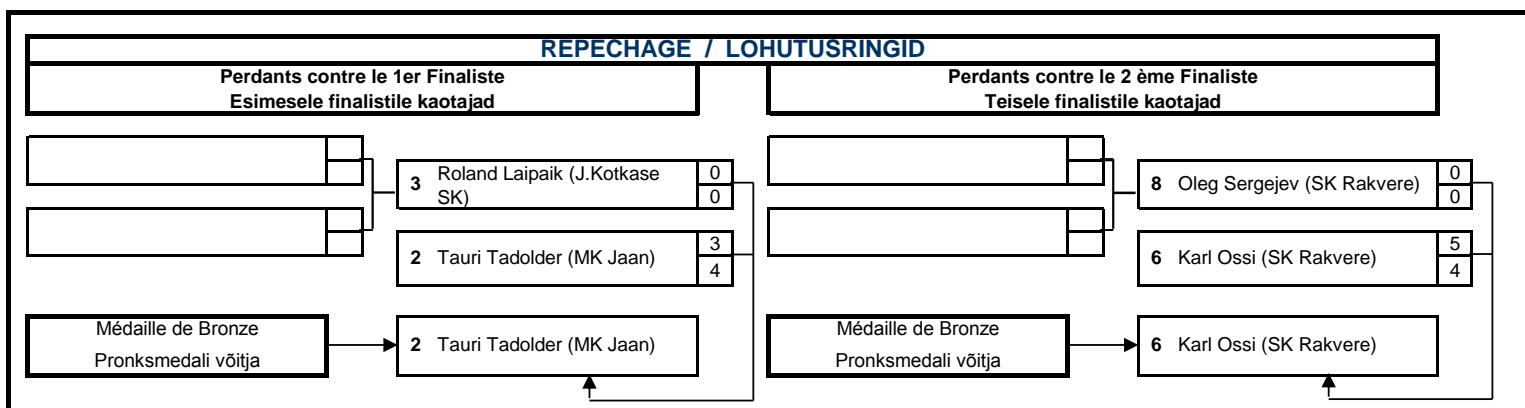 REPECHAGE / LOHUTUSRINGID
Perdants contre le 1er Finaliste
Esimesele finalistile kaotajad
Perdants contre le 2 ème Finaliste
Teisele finalistile kaotajad
3 Roland Laipaik (J.Kotkase SK) 0
0
2 Tauri Tadolder (MK Jaan) 3
4
Médaille de Bronze
Pronksmedali võitja
2 Tauri Tadolder (MK Jaan)
8 Oleg Sergejev (SK Rakvere) 0
0
6 Karl Ossi (SK Rakvere) 5
4
Médaille de Bronze
Pronksmedali võitja
6 Karl Ossi (SK Rakvere)